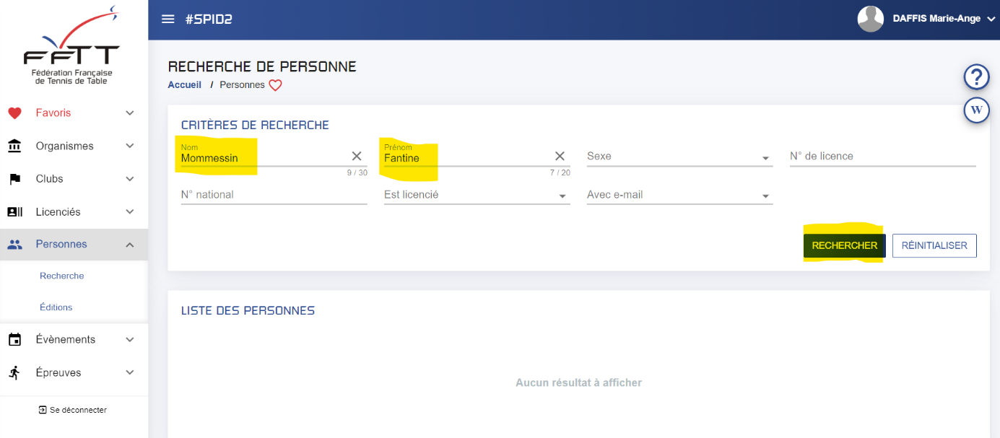 FFTT
Fédération Française
de Tennis de Table
#SPID2
DAFFIS Marie-Ange
Favoris
Organismes
Clubs
Licenciés
Personnes
Recherche
Éditions
Évènements
Épreuves
Se déconnecter
RECHERCHE DE PERSONNE
Accueil / Personnes
?
W
CRITÈRES DE RECHERCHE
Nom
Mommessin
9 / 30
Prénom
Fantine
7 / 20
Sexe
N° de licence
N° national
Est licencié
Avec e-mail
RECHERCHER
RÉINITIALISER
LISTE DES PERSONNES
Aucun résultat à afficher